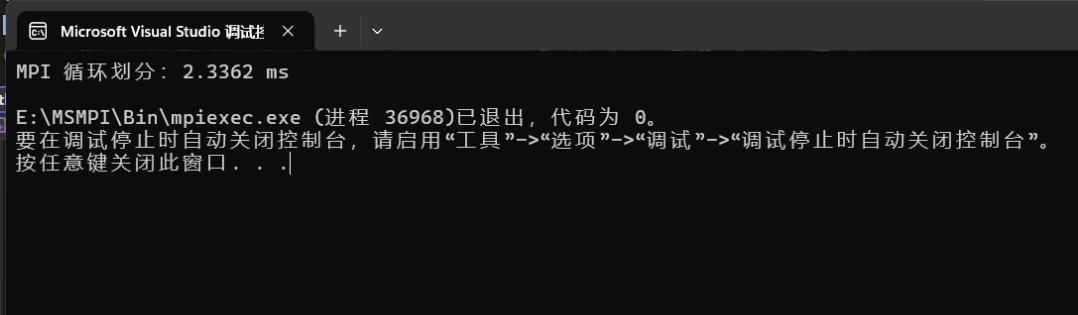 Microsoft Visual Studio 调试控
MPI 循环划分: 2.3362 ms
E:\MSMPI\Bin\mpiexec.exe (进程 36968)已退出，代码为 0。
要在调试停止时自动关闭控制台，请启用“工具”->“选项”->“调试”->“调试停止时自动关闭控制台”。
按任意键关闭此窗口. . .